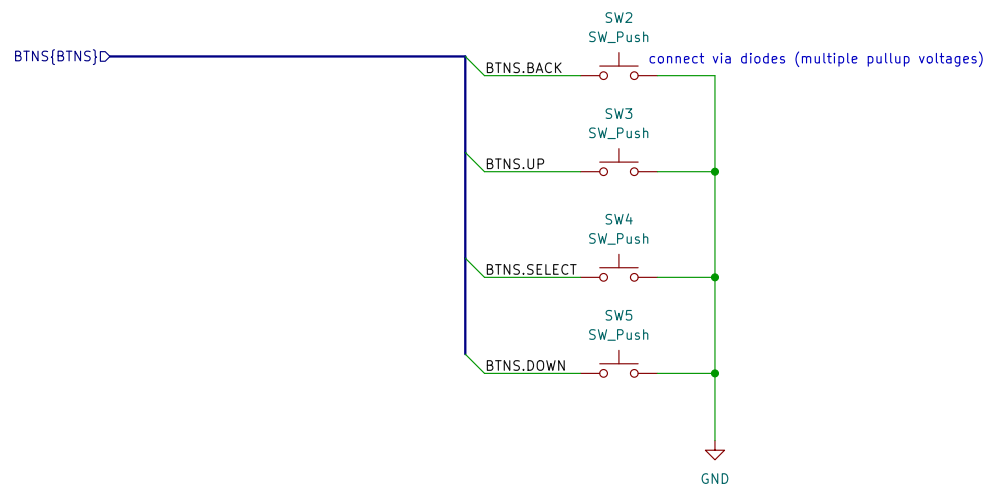 SW2
SW_Push
BTNS{BTNS}
connect via diodes (multiple pullup voltages)
BTNS.BACK
SW3
SW_Push
BTNS.UP
SW4
SW_Push
BTNS.SELECT
SW5
SW_Push
BTNS.DOWN
GND